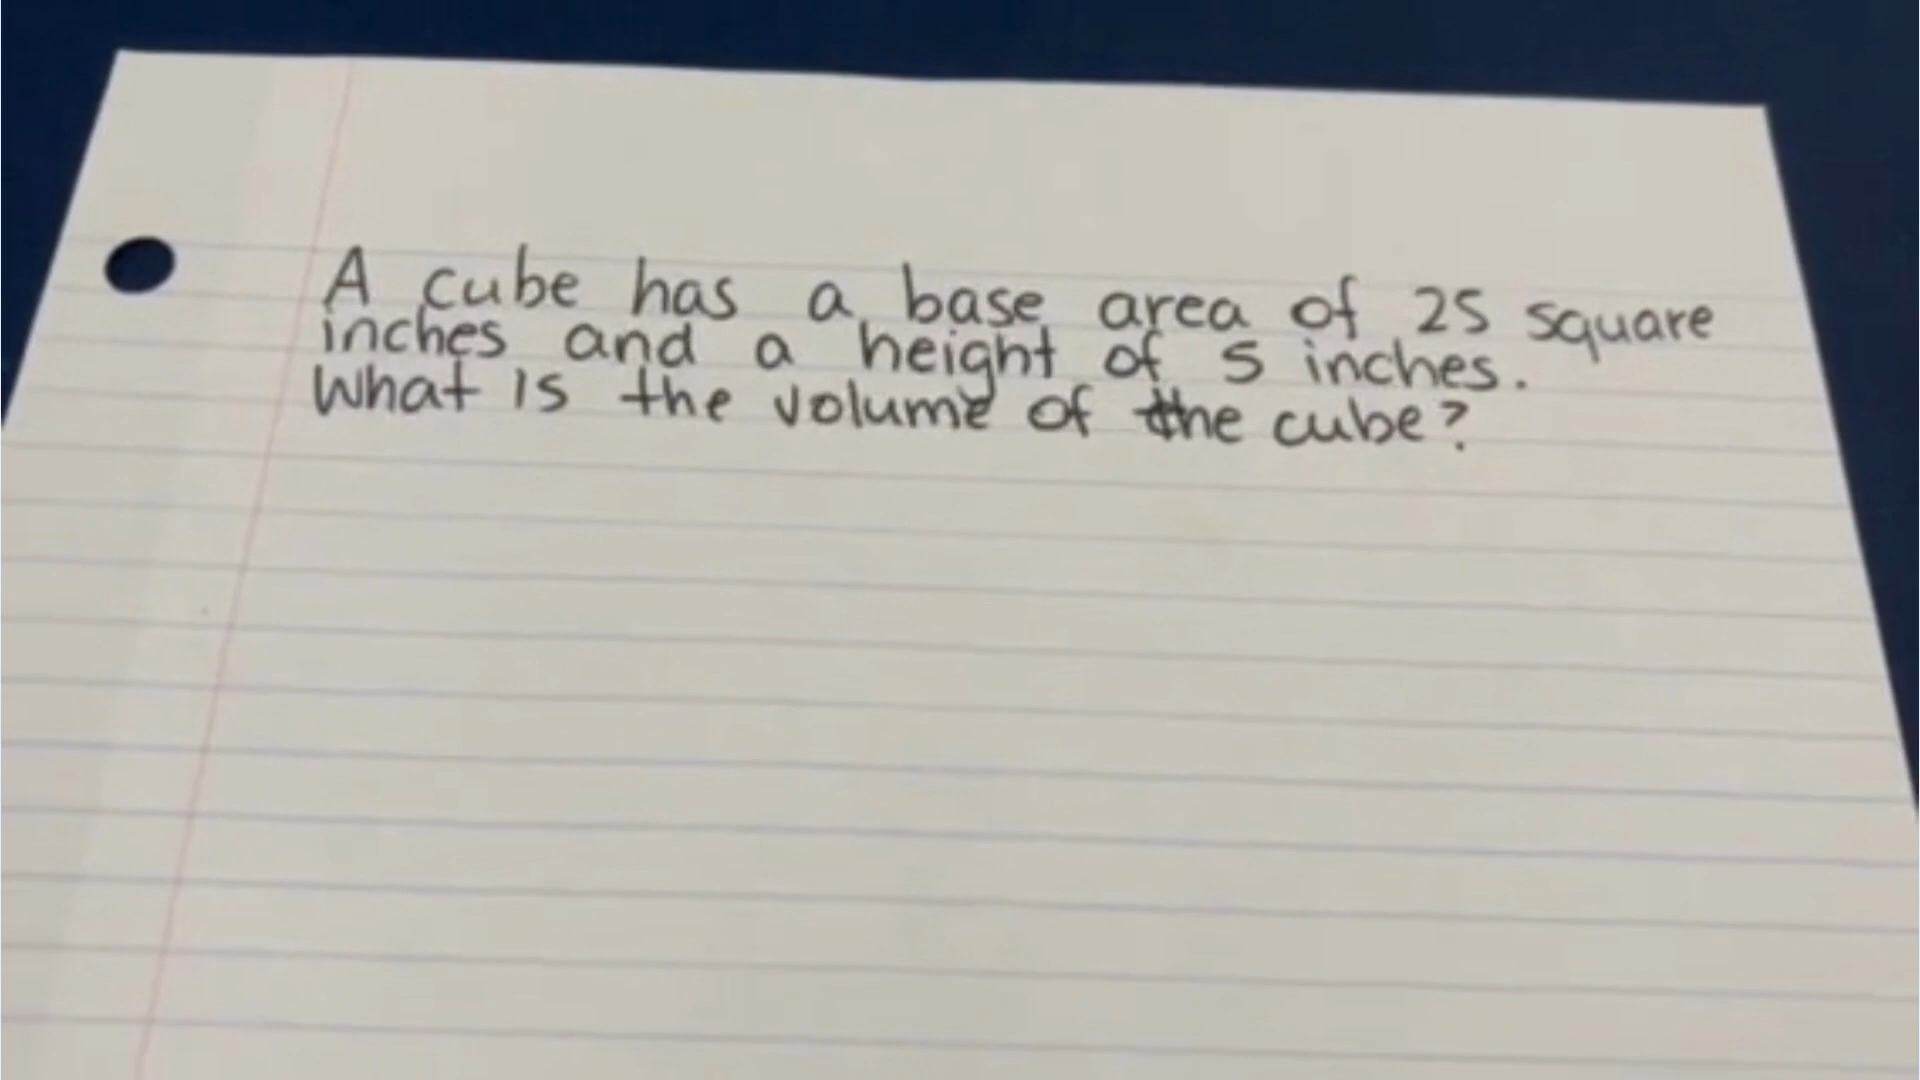 A cube has a base area of 25 square
inches and a height of 5 inches.
What is the volume of the cube?